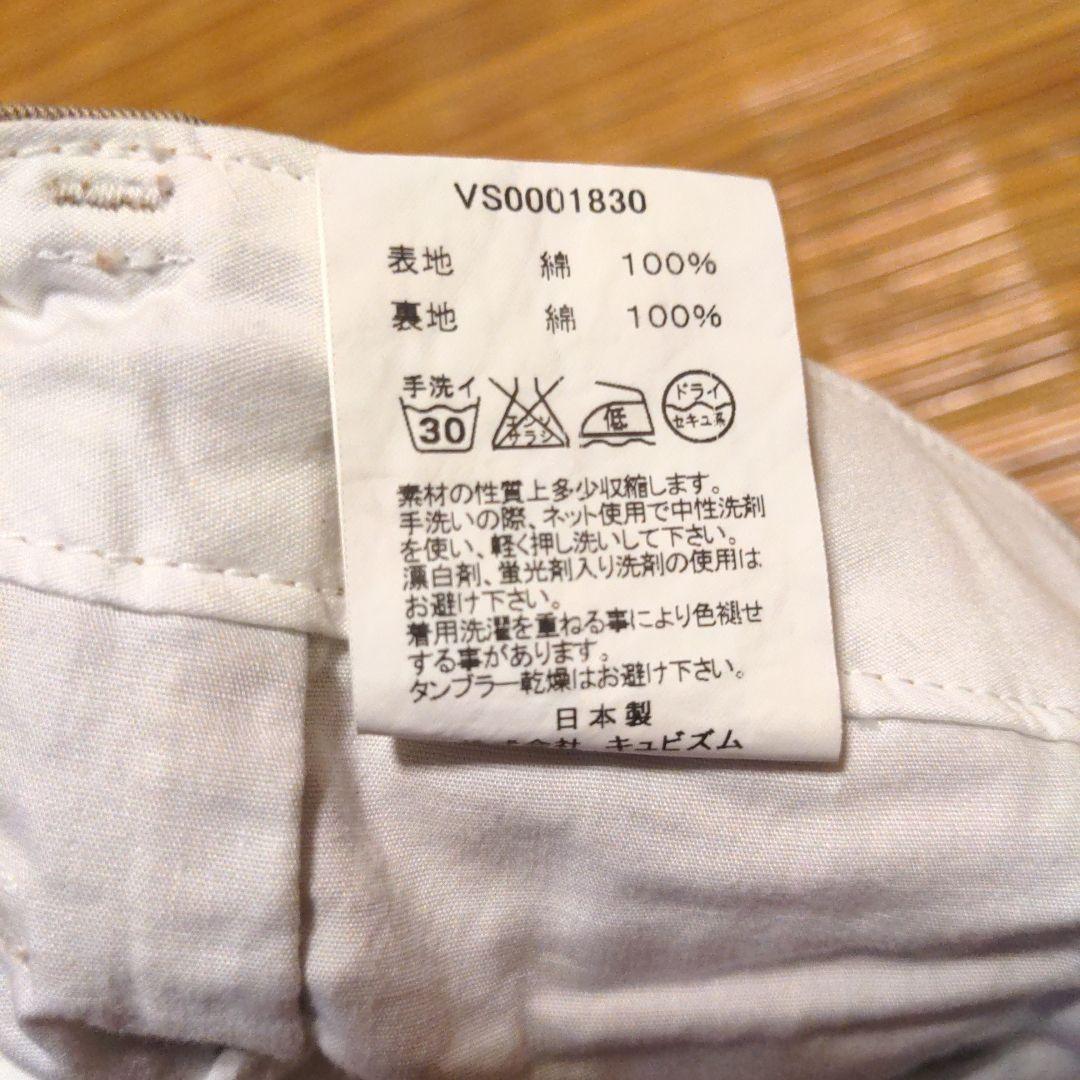 VS0001830
表地 綿 100%
裏地 綿 100%
手洗イ
30
エンソ
サラシ
低
ドライ
セキユ系
素材の性質上多少収縮します。
手洗いの際、ネット使用で中性洗剤
を使い、軽く押し洗いして下さい。
漂白剤、蛍光剤入り洗剤の使用は
お避け下さい。
着用洗濯を重ねる事により色褪せ
する事があります。
タンブラー乾燥はお避け下さい。
日本製
キュビズム